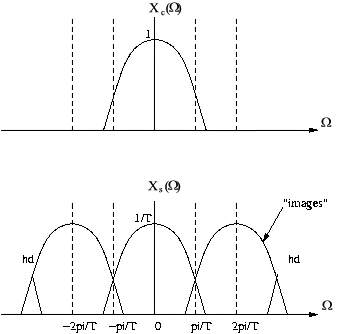 X_c(Ω)
1
Ω
X_s(Ω)
"images"
1/T
hd
hd
−2pi/T −pi/T 0 pi/T 2pi/T
Ω